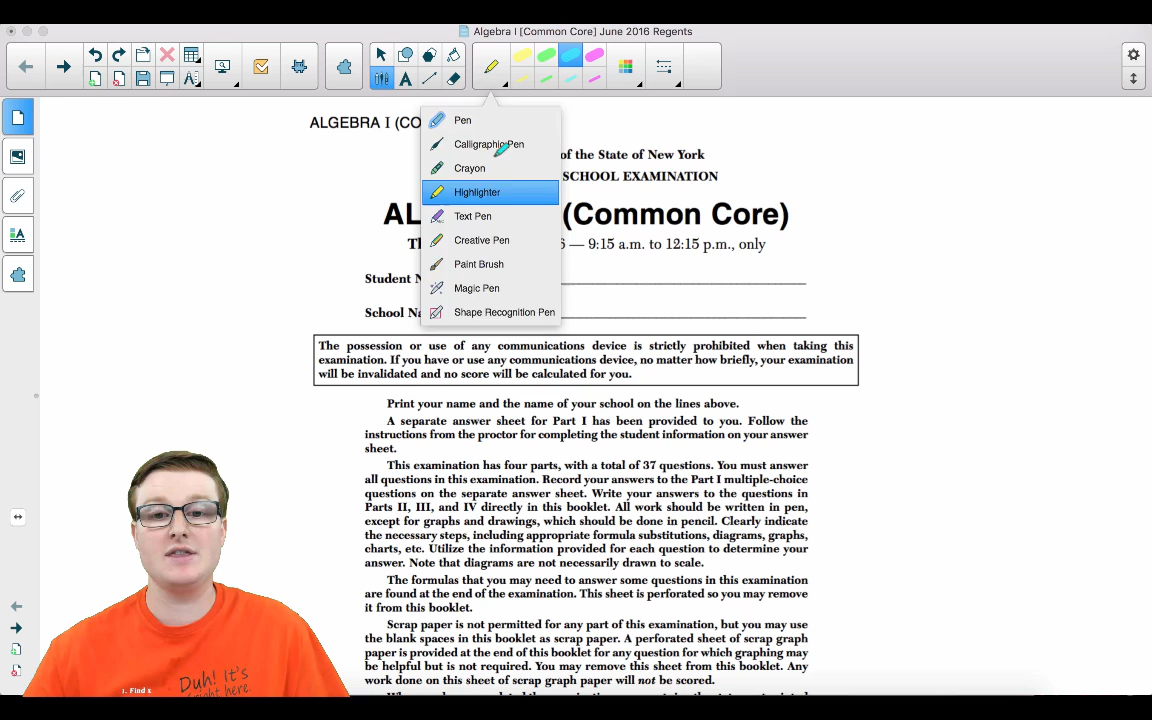 Algebra I [Common Core] June 2016 Regents
ALGEBRA I (CO
Pen
Calligraphic Pen
Crayon
Highlighter
Text Pen
Creative Pen
Paint Brush
Magic Pen
Shape Recognition Pen
of the State of New York
SCHOOL EXAMINATION
AL (Common Core)
6 — 9:15 a.m. to 12:15 p.m., only
Student N
School Na
The possession or use of any communications device is strictly prohibited when taking this
examination. If you have or use any communications device, no matter how briefly, your examination
will be invalidated and no score will be calculated for you.
Print your name and the name of your school on the lines above.
A separate answer sheet for Part I has been provided to you. Follow the
instructions from the proctor for completing the student information on your answer
sheet.
This examination has four parts, with a total of 37 questions. You must answer
all questions in this examination. Record your answers to the Part I multiple-choice
questions on the separate answer sheet. Write your answers to the questions in
Parts II, III, and IV directly in this booklet. All work should be written in pen,
except for graphs and drawings, which should be done in pencil. Clearly indicate
the necessary steps, including appropriate formula substitutions, diagrams, graphs,
charts, etc. Utilize the information provided for each question to determine your
answer. Note that diagrams are not necessarily drawn to scale.
The formulas that you may need to answer some questions in this examination
are found at the end of the examination. This sheet is perforated so you may remove
it from this booklet.
Scrap paper is not permitted for any part of this examination, but you may use
the blank spaces in this booklet as scrap paper. A perforated sheet of scrap graph
paper is provided at the end of this booklet for any question for which graphing may
be helpful but is not required. You may remove this sheet from this booklet. Any
work done on this sheet of scrap graph paper will not be scored.
Duh! It's
right here.
3. Find x